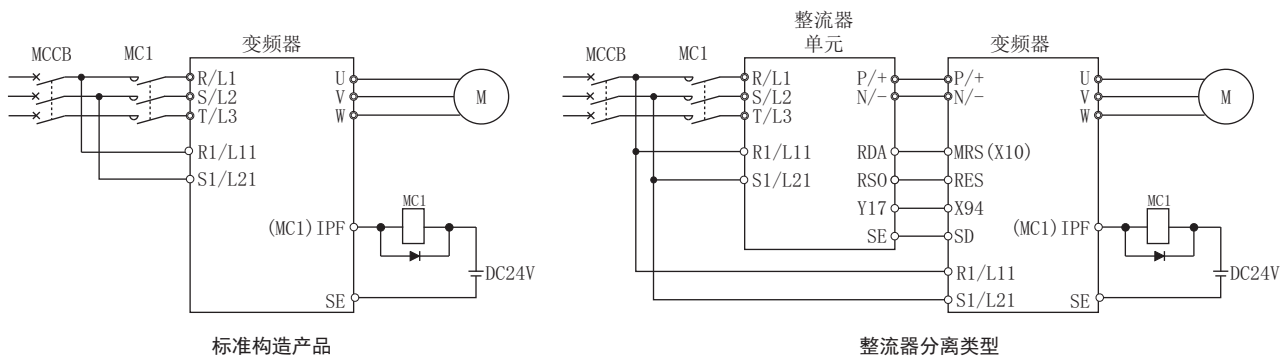 变频器
MCCB
MC1
R/L1
S/L2
T/L3
R1/L11
S1/L21
U
V
W
M
(MC1)IPF
MC1
DC24V
SE
标准构造产品
整流器
单元
变频器
MCCB
MC1
R/L1
S/L2
T/L3
R1/L11
S1/L21
P/+
N/-
RDA
RSO
Y17
SE
P/+
N/-
MRS(X10)
RES
X94
SD
R1/L11
S1/L21
U
V
W
M
(MC1)IPF
MC1
DC24V
SE
整流器分离类型